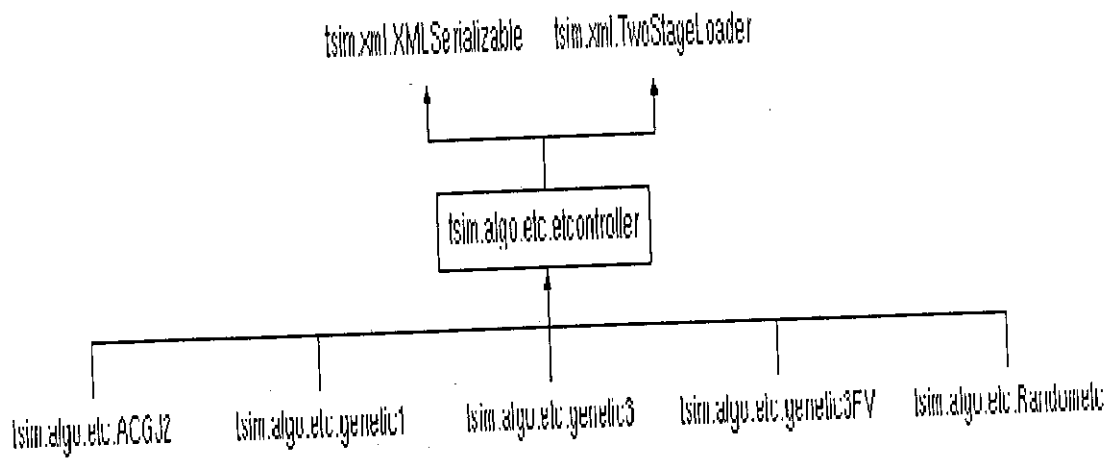 tsim.xml.XMLSerializable tsim.xml.TwoStageLoader
tsim.algo.etc.etcontroller
tsim.algo.etc.ACGJ2 tsim.algo.etc.genetic1 tsim.algo.etc.genetic3 tsim.algo.etc.genetic3FV tsim.algo.etc.Randometc